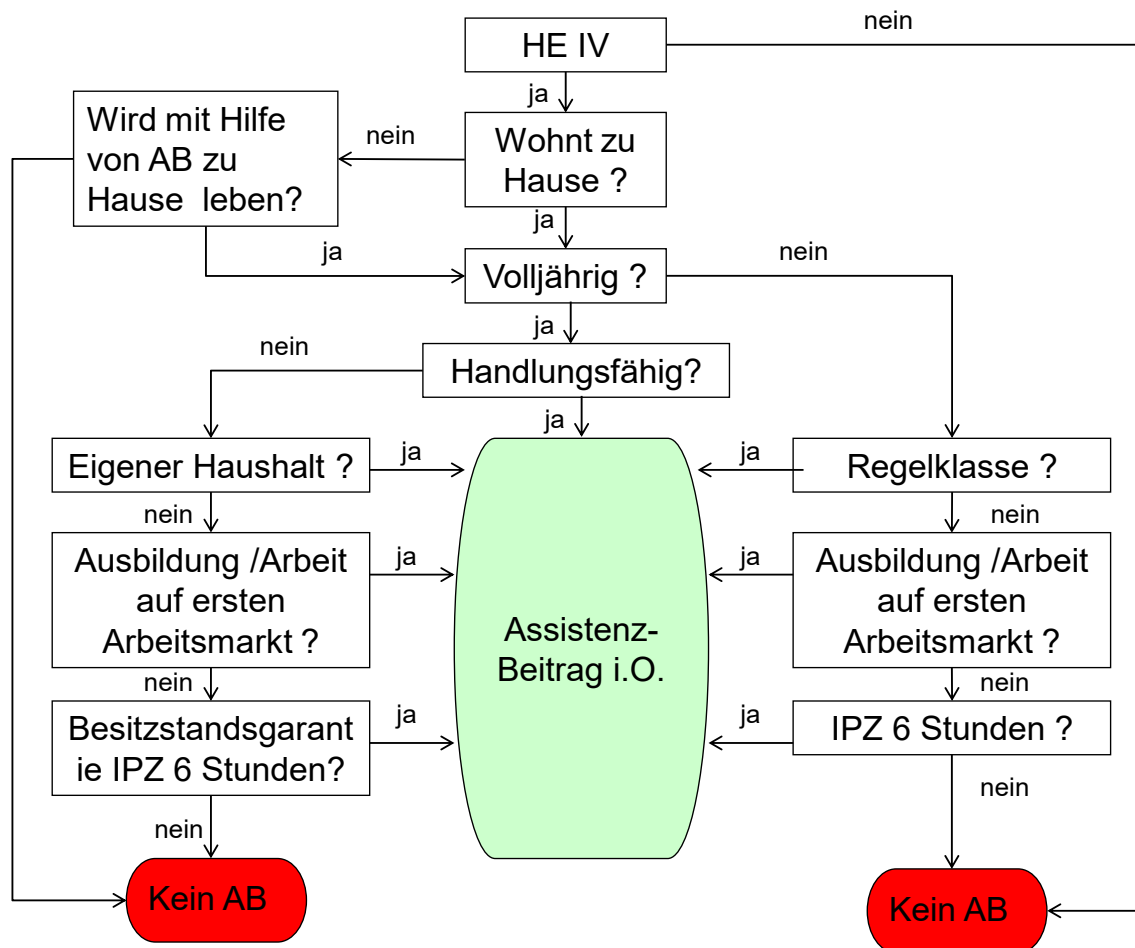 nein
HE IV
ja
Wird mit Hilfe
von AB zu
Hause leben?
nein
Wohnt zu
Hause ?
ja
ja
nein
Volljährig ?
ja
nein
Handlungsfähig?
ja
Eigener Haushalt ?
ja
ja
Regelklasse ?
nein
nein
Ausbildung /Arbeit
auf ersten
Arbeitsmarkt ?
ja
Assistenz-
Beitrag i.O.
ja
Ausbildung /Arbeit
auf ersten
Arbeitsmarkt ?
nein
nein
Besitzstandsgarant
ie IPZ 6 Stunden?
ja
ja
IPZ 6 Stunden ?
nein
nein
Kein AB
Kein AB